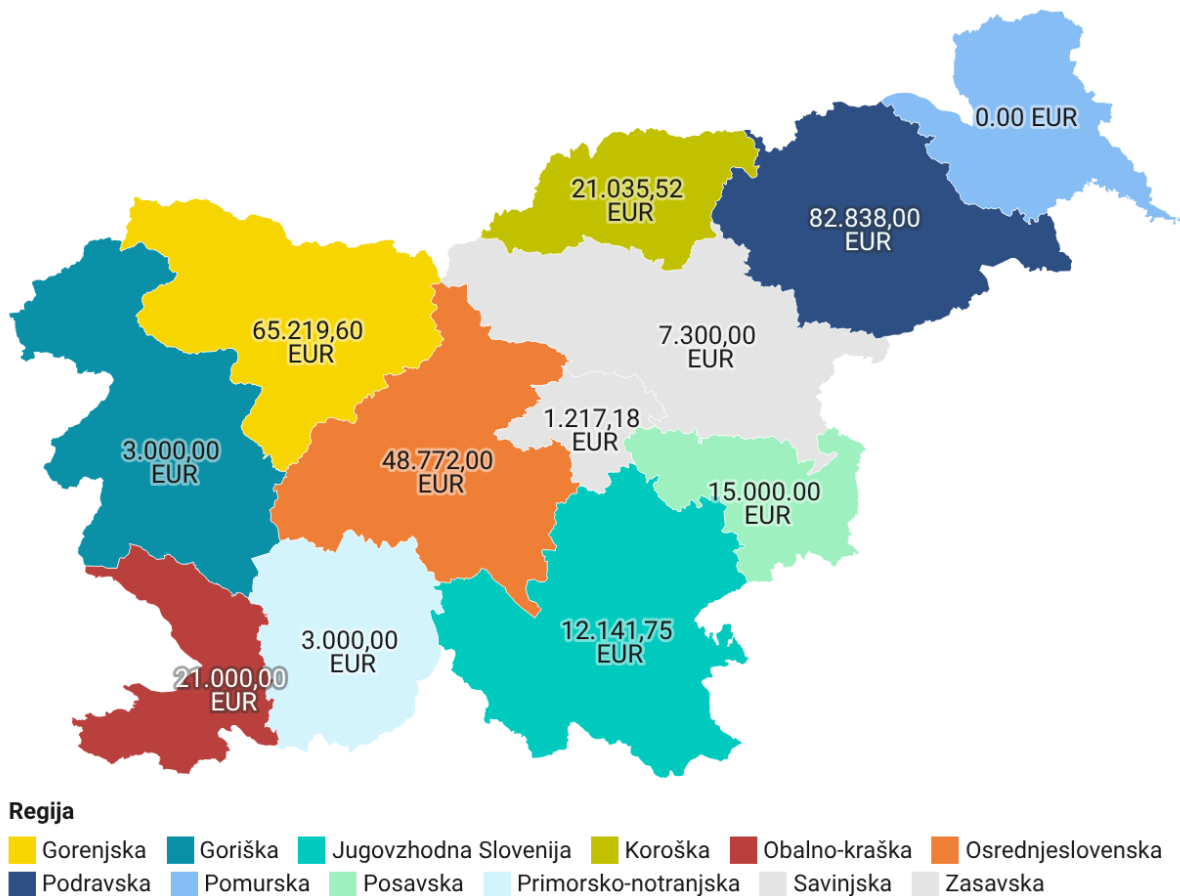 0.00 EUR
21.035,52
EUR
82.838,00
EUR
65.219,60
EUR
7.300,00
EUR
1.217,18
EUR
3.000,00
EUR
48.772,00
EUR
15.000.00
EUR
12.141,75
EUR
3.000,00
EUR
21.000,00
EUR
Regija
Gorenjska Goriška Jugovzhodna Slovenija Koroška Obalno-kraška Osrednjeslovenska
Podravska Pomurska Posavska Primorsko-notranjska Savinjska Zasavska